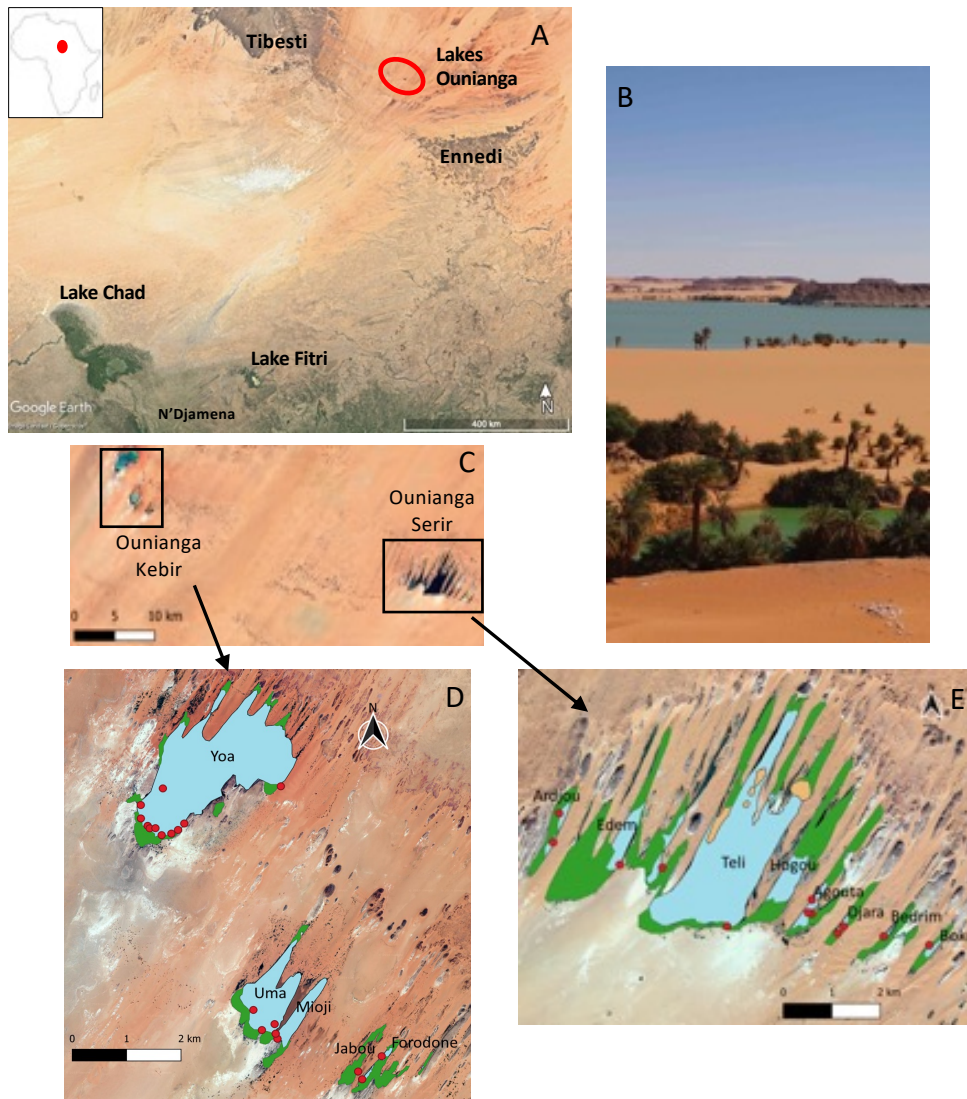 A
Tibesti
Lakes
Ounianga
Ennedi
Lake Chad
Lake Fitri
N'Djamena
Google Earth
N
400 km
B
C
Ounianga
Kebir
Ounianga
Serir
0 5 10 km
D
N
Yoa
Uma
Mioji
Jabou
Forodone
0 1 2 km
E
Ardjou
Edem
Teli
Hogou
Agouta
Djara
Bedrim
Bok
0 1 2 km